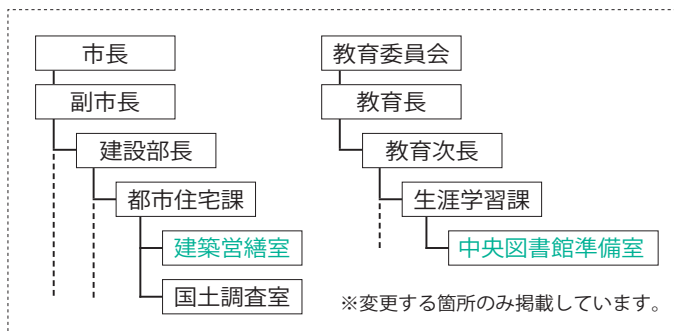 市長
副市長
建設部長
都市住宅課
建築営繕室
国土調査室
教育委員会
教育長
教育次長
生涯学習課
中央図書館準備室
※変更する箇所のみ掲載しています。